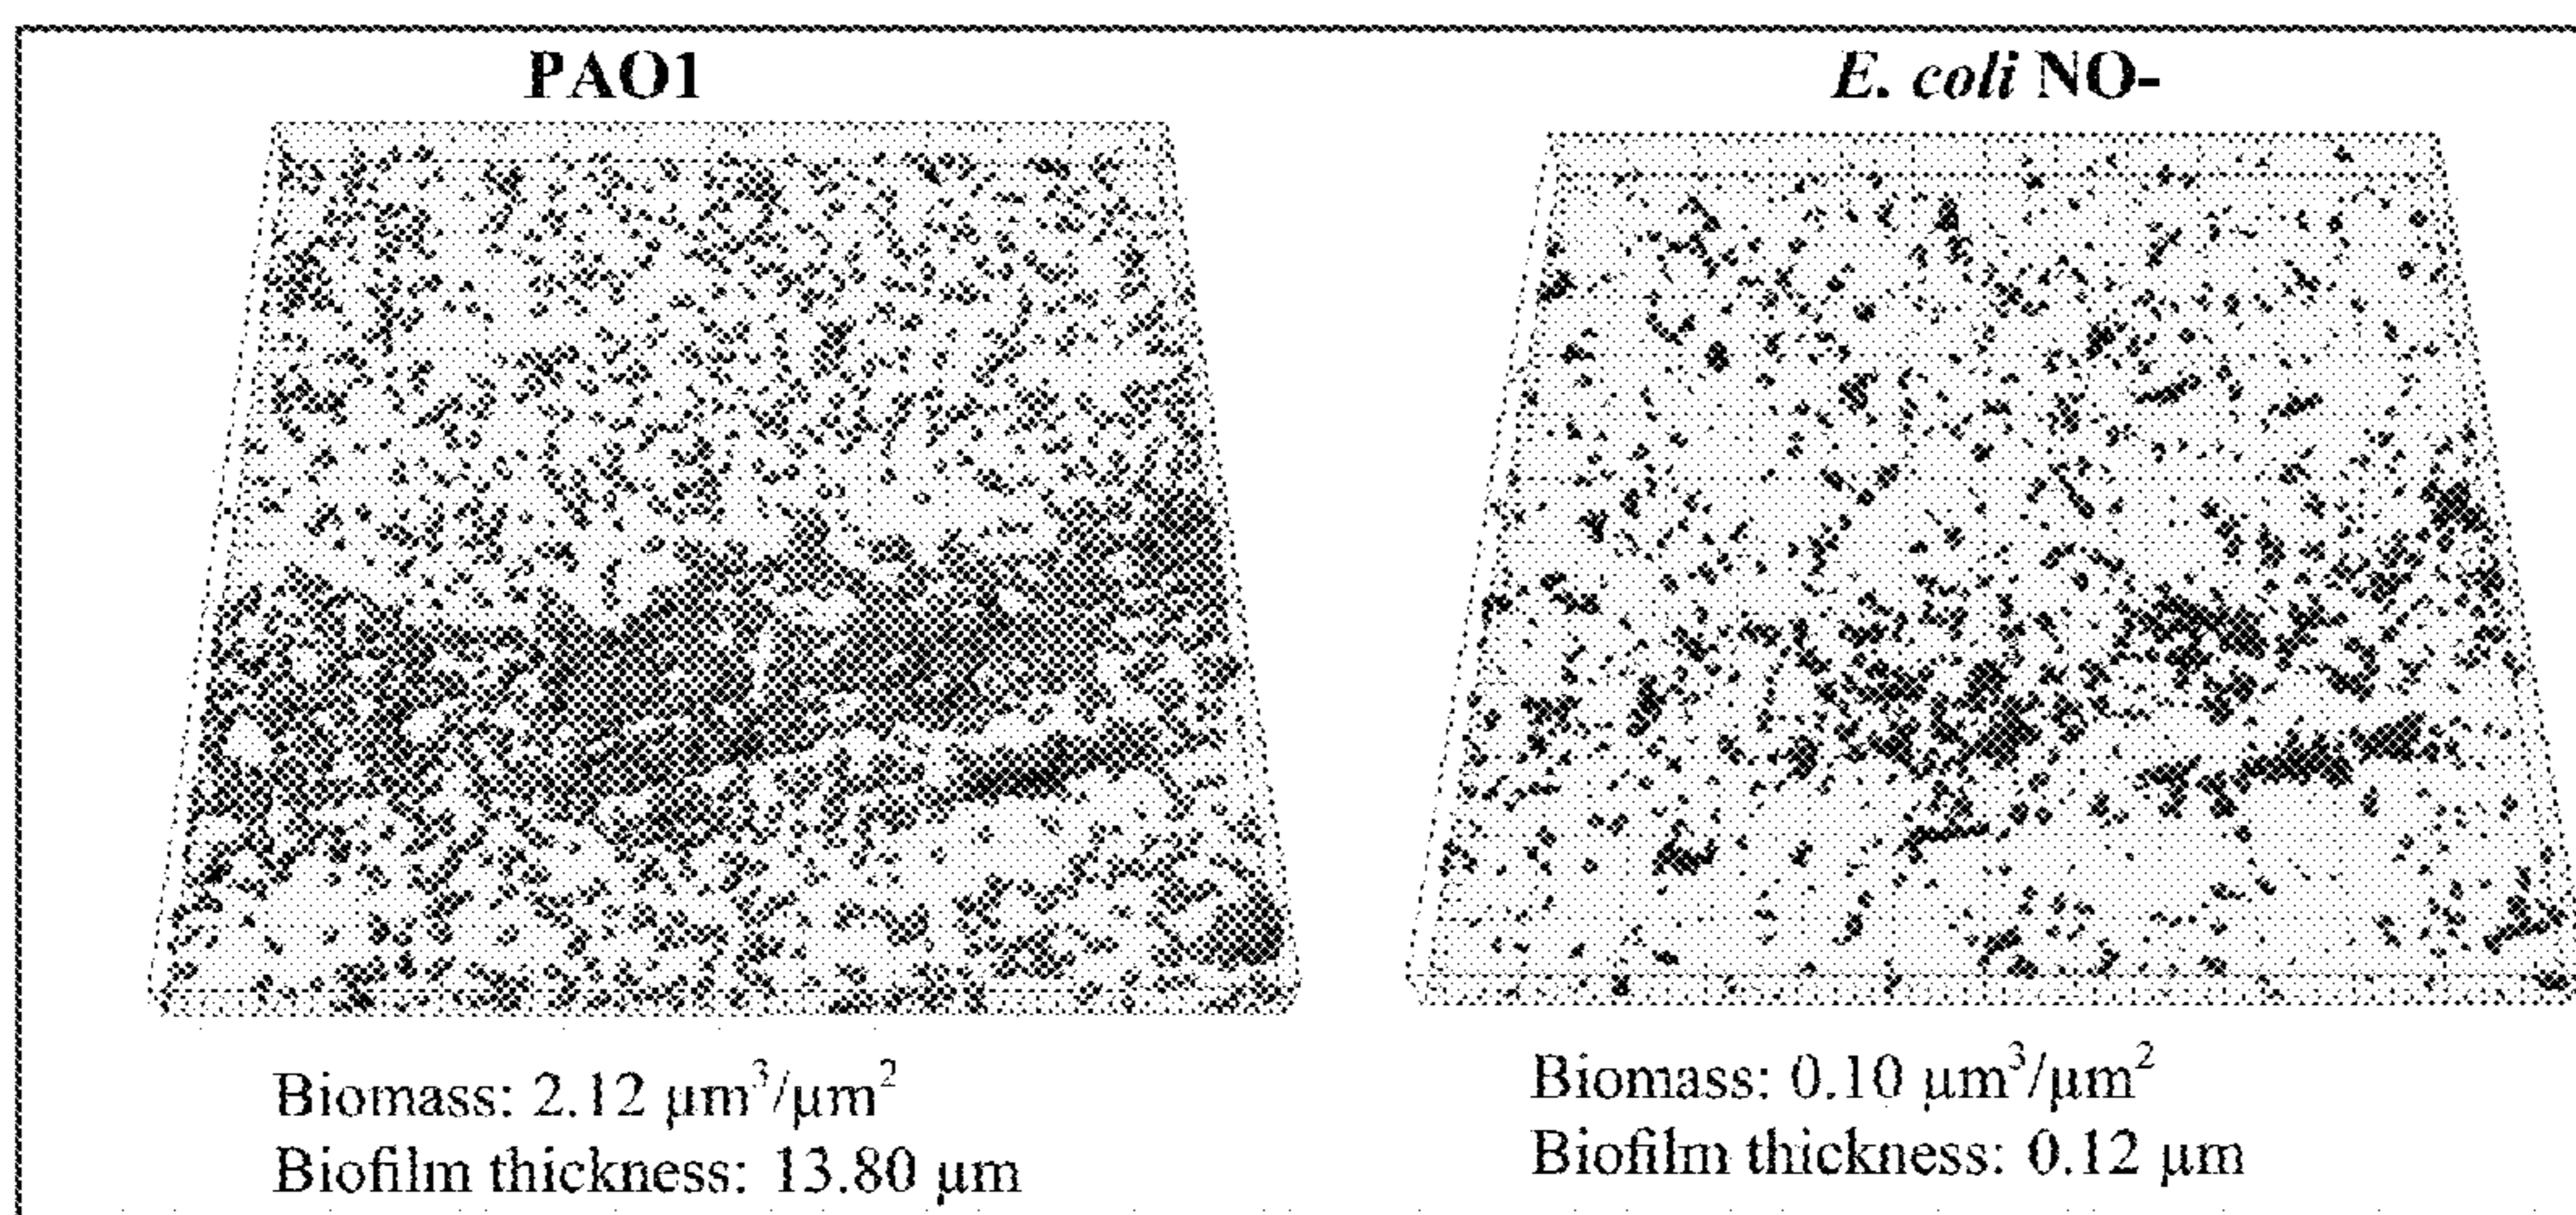 PAO1
E. coli NO-
Biomass: 2.12 μm³/μm²
Biofilm thickness: 13.80 μm
Biomass: 0.10 μm³/μm²
Biofilm thickness: 0.12 μm